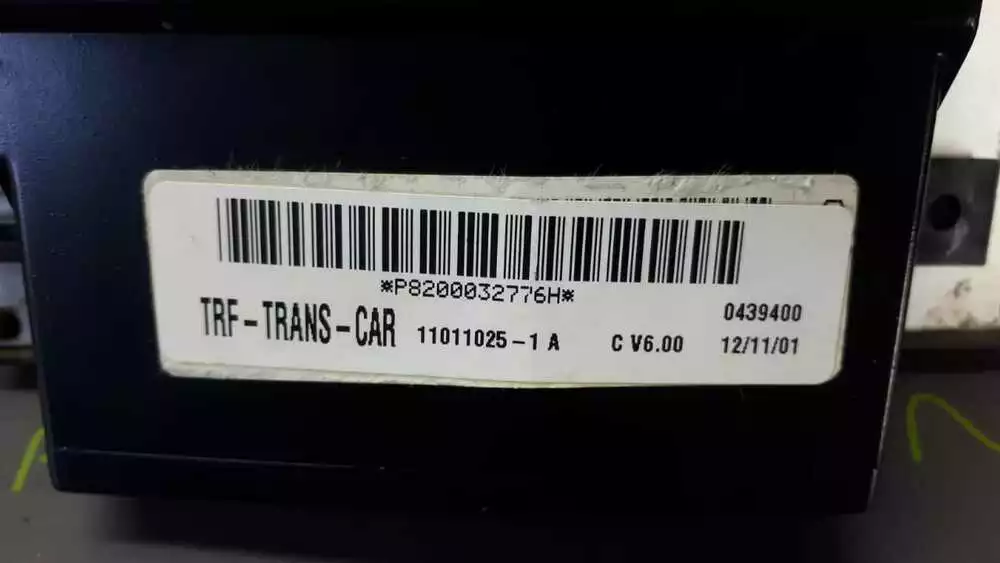 *P8200032776H*
0439400
TRF-TRANS-CAR 11011025-1 A C V6.00 12/11/01